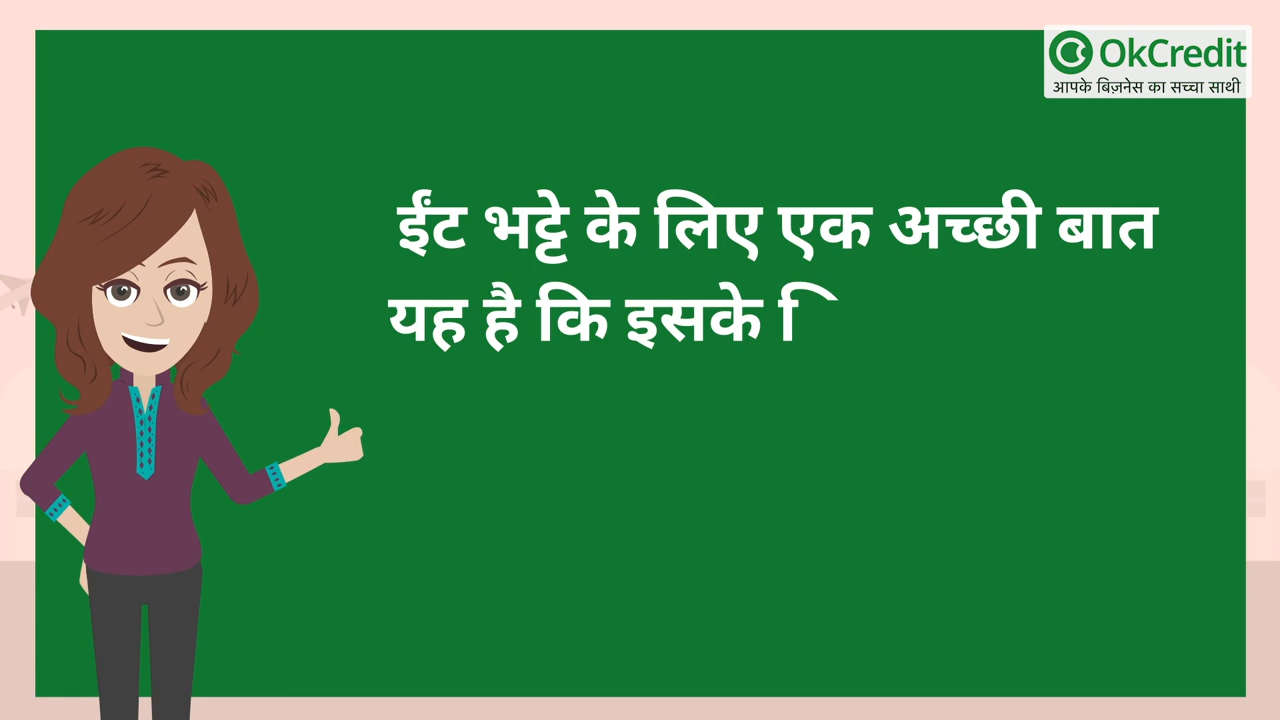 OkCredit
आपके बिज़नेस का सच्चा साथी
ईंट भट्टे के लिए एक अच्छी बात
यह है कि इसके